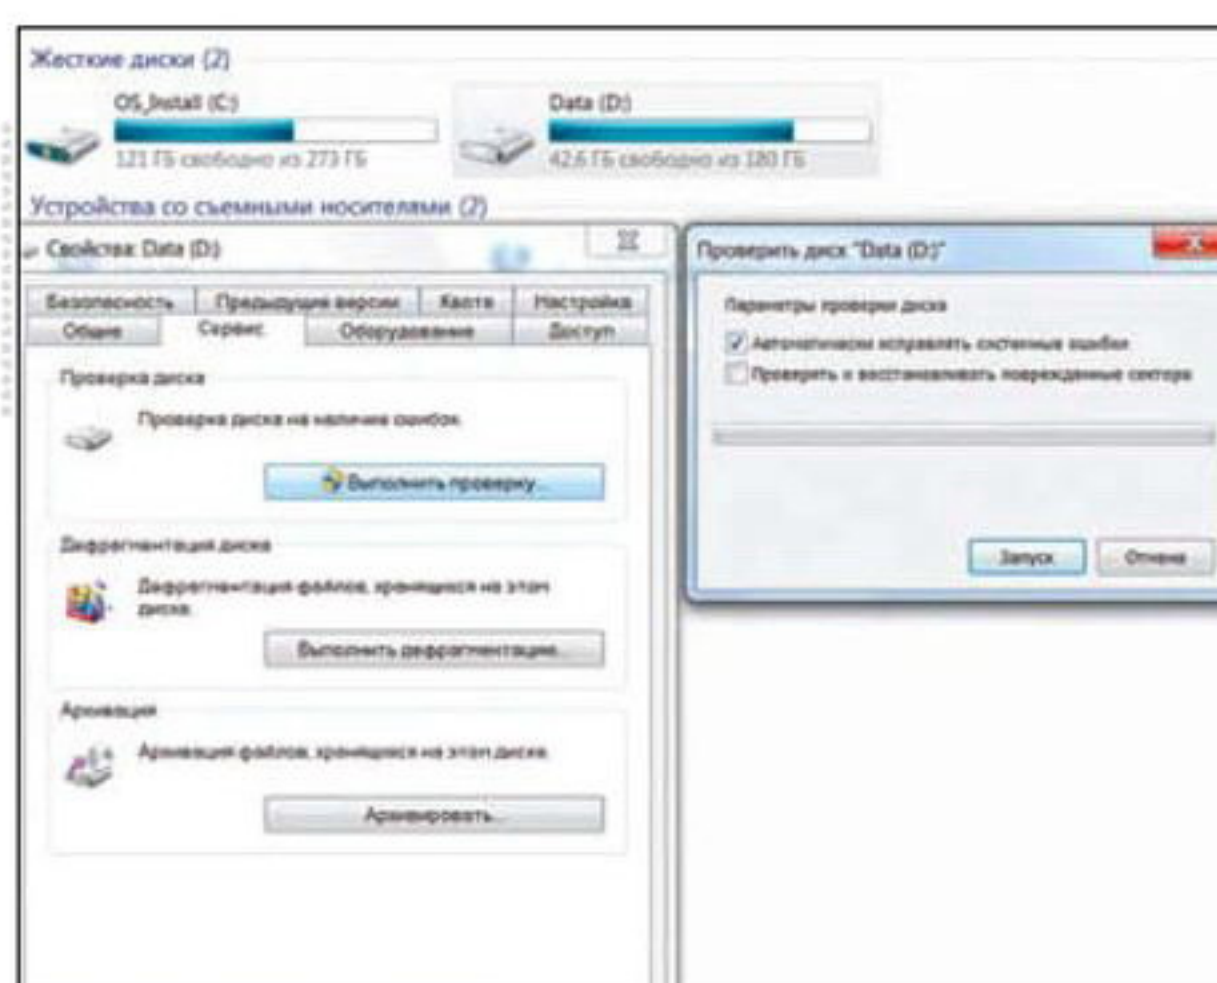 Жесткие диски (2)
OS_Install (C:)
121 ГБ свободно из 273 ГБ
Data (D:)
42,6 ГБ свободно из 180 ГБ
Устройства со съемными носителями (2)
Свойства: Data (D:)
Безопасность Предыдущие версии Квота Настройка
Общие Сервис Оборудование Доступ
Проверка диска
Проверка диска на наличие ошибок.
Выполнить проверку...
Дефрагментация диска
Дефрагментация файлов, хранящихся на этом
диске.
Выполнить дефрагментацию...
Архивация
Архивация файлов, хранящихся на этом диске.
Архивировать...
Проверить диск "Data (D:)"
Параметры проверки диска
Автоматически исправлять системные ошибки
Проверять и восстанавливать поврежденные сектора
Запуск Отмена